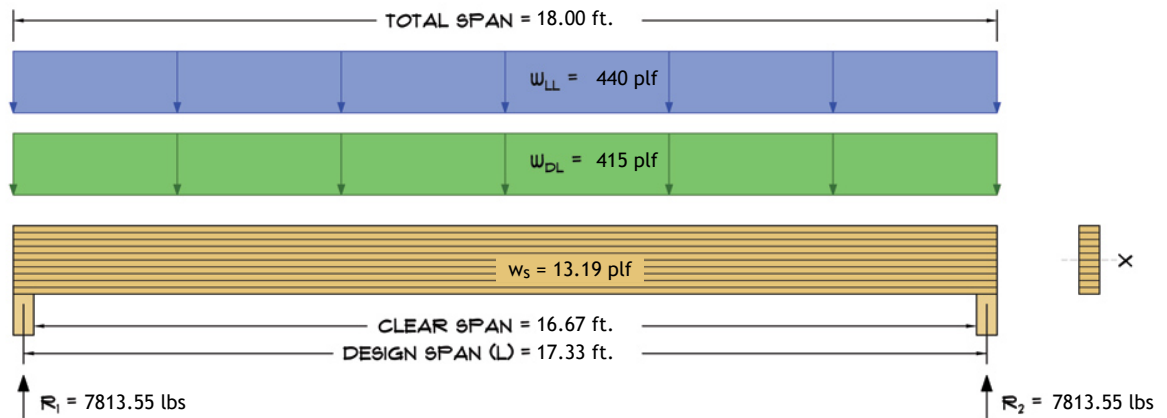 TOTAL SPAN = 18.00 ft.
wLL = 440 plf
wDL = 415 plf
ws = 13.19 plf
X
CLEAR SPAN = 16.67 ft.
DESIGN SPAN (L) = 17.33 ft.
R1 = 7813.55 lbs
R2 = 7813.55 lbs